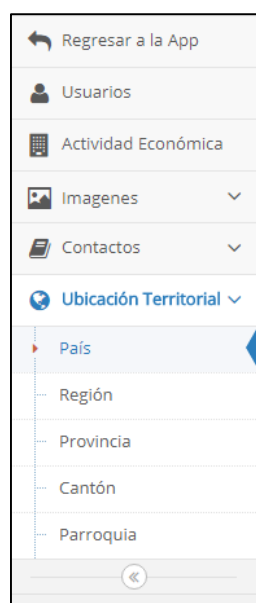 Regresar a la App
Usuarios
Actividad Económica
Imagenes
Contactos
Ubicación Territorial
País
Región
Provincia
Cantón
Parroquia